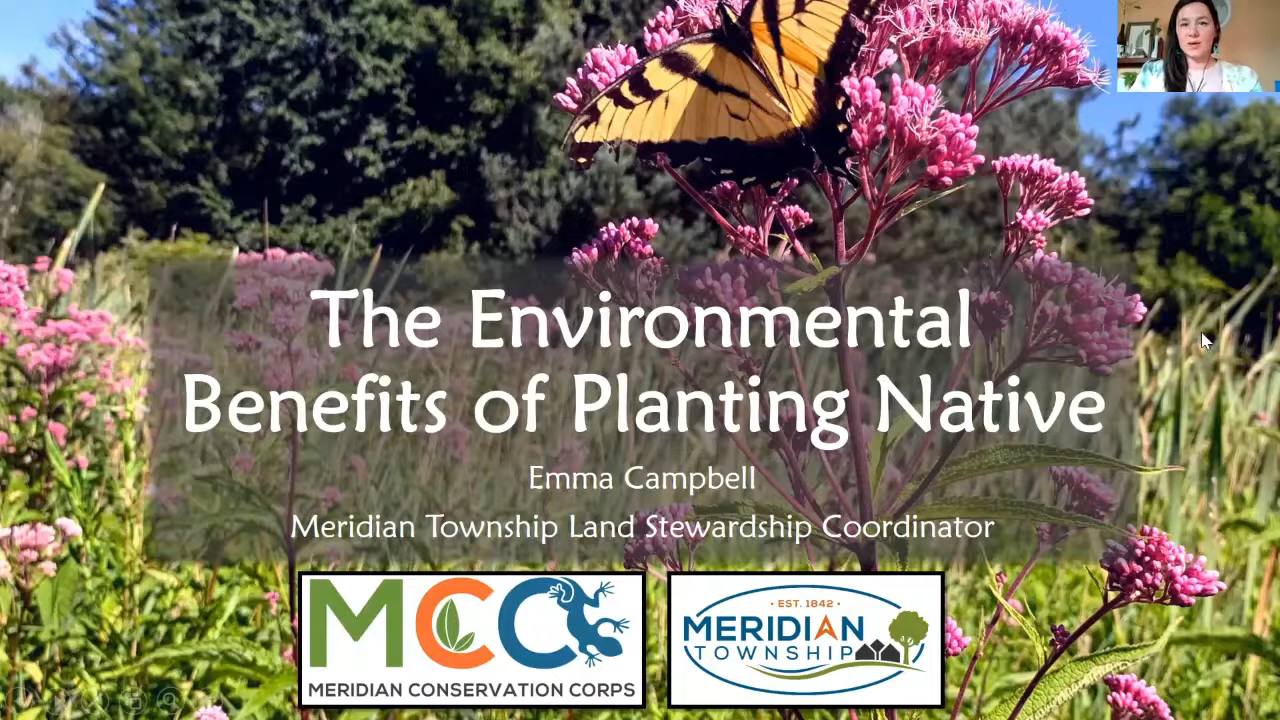 The Environmental
Benefits of Planting Native
Emma Campbell
Meridian Township Land Stewardship Coordinator
MCC
MERIDIAN CONSERVATION CORPS
• EST. 1842 •
MERIDIAN
TOWNSHIP